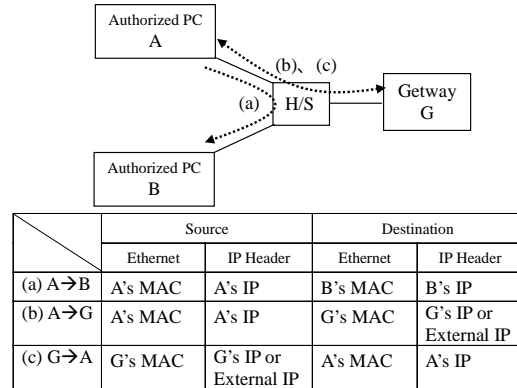 Authorized PC
A
(b)、 (c)
(a)
H/S
Getway
G
Authorized PC
B
Source Destination
Ethernet IP Header Ethernet IP Header
(a) A→B A's MAC A's IP B's MAC B's IP
(b) A→G A's MAC A's IP G's MAC G's IP or
External IP
(c) G→A G's MAC G's IP or
External IP A's MAC A's IP